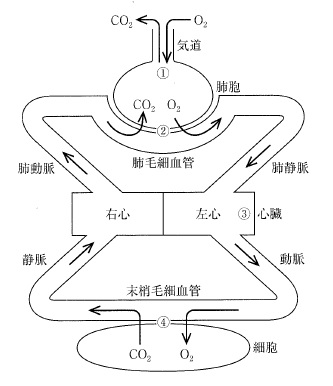 CO₂ O₂
気道
①
肺胞
CO₂ O₂
②
肺毛細血管
肺動脈 肺静脈
右心 左心 ③ 心臓
静脈 動脈
末梢毛細血管
④
細胞
CO₂ O₂